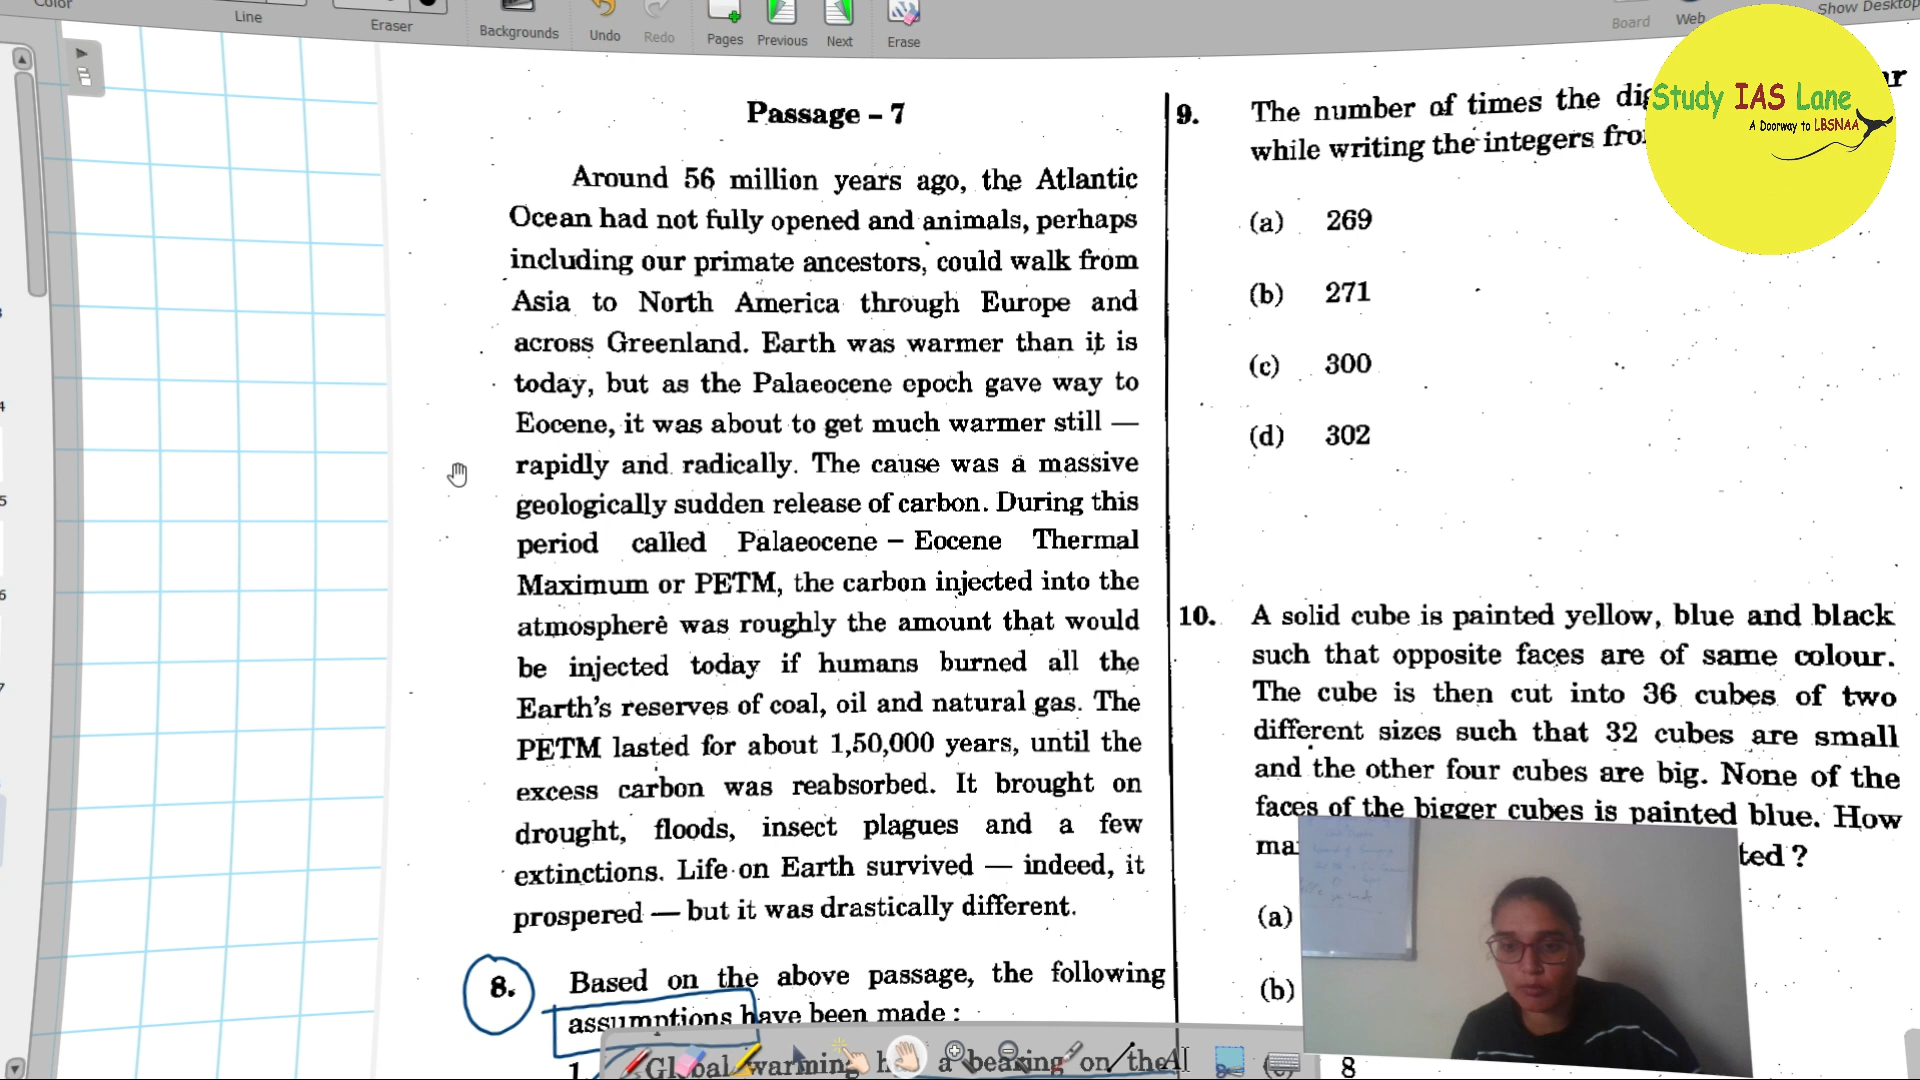 Color
Line
Eraser
Backgrounds
Undo
Redo
Pages
Previous
Next
Erase
Board
Web
Show Desktop
Study IAS Lane
A Doorway to LBSNAA
Passage – 7
Around 56 million years ago, the Atlantic
Ocean had not fully opened and animals, perhaps
including our primate ancestors, could walk from
Asia to North America through Europe and
across Greenland. Earth was warmer than it is
today, but as the Palaeocene epoch gave way to
Eocene, it was about to get much warmer still —
rapidly and radically. The cause was a massive
geologically sudden release of carbon. During this
period called Palaeocene – Eocene Thermal
Maximum or PETM, the carbon injected into the
atmosphere was roughly the amount that would
be injected today if humans burned all the
Earth's reserves of coal, oil and natural gas. The
PETM lasted for about 1,50,000 years, until the
excess carbon was reabsorbed. It brought on
drought, floods, insect plagues and a few
extinctions. Life on Earth survived — indeed, it
prospered — but it was drastically different.
8. Based on the above passage, the following
assumptions have been made :
1. Global warming a bearing on the
9. The number of times the
while writing the integers
(a) 269
(b) 271
(c) 300
(d) 302
10. A solid cube is painted yellow, blue and black
such that opposite faces are of same colour.
The cube is then cut into 36 cubes of two
different sizes such that 32 cubes are small
and the other four cubes are big. None of the
faces of the bigger cubes is painted blue. How
(a)
(b)
8